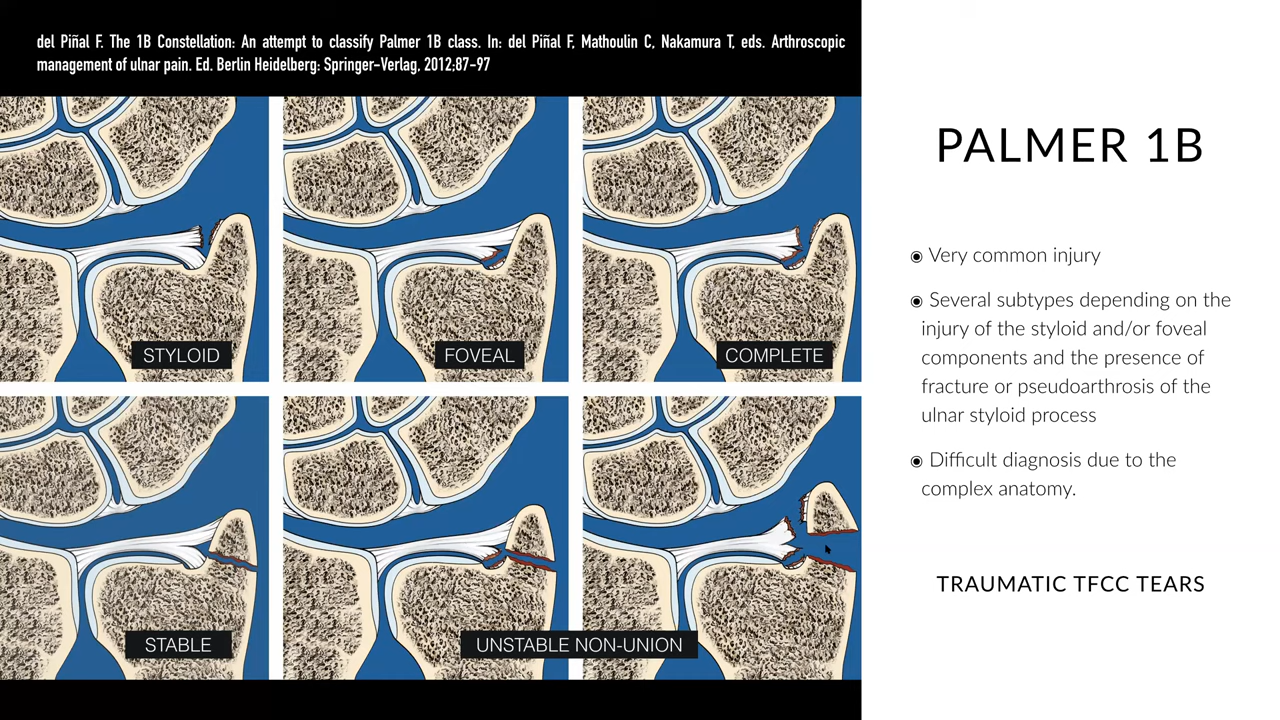 del Piñal F. The 1B Constellation: An attempt to classify Palmer 1B class. In: del Piñal F, Mathoulin C, Nakamura T, eds. Arthroscopic
management of ulnar pain. Ed. Berlin Heidelberg: Springer-Verlag, 2012;87-97
STYLOID
FOVEAL
COMPLETE
STABLE
UNSTABLE NON-UNION
PALMER 1B
◉ Very common injury
◉ Several subtypes depending on the
injury of the styloid and/or foveal
components and the presence of
fracture or pseudoarthrosis of the
ulnar styloid process
◉ Difficult diagnosis due to the
complex anatomy.
TRAUMATIC TFCC TEARS